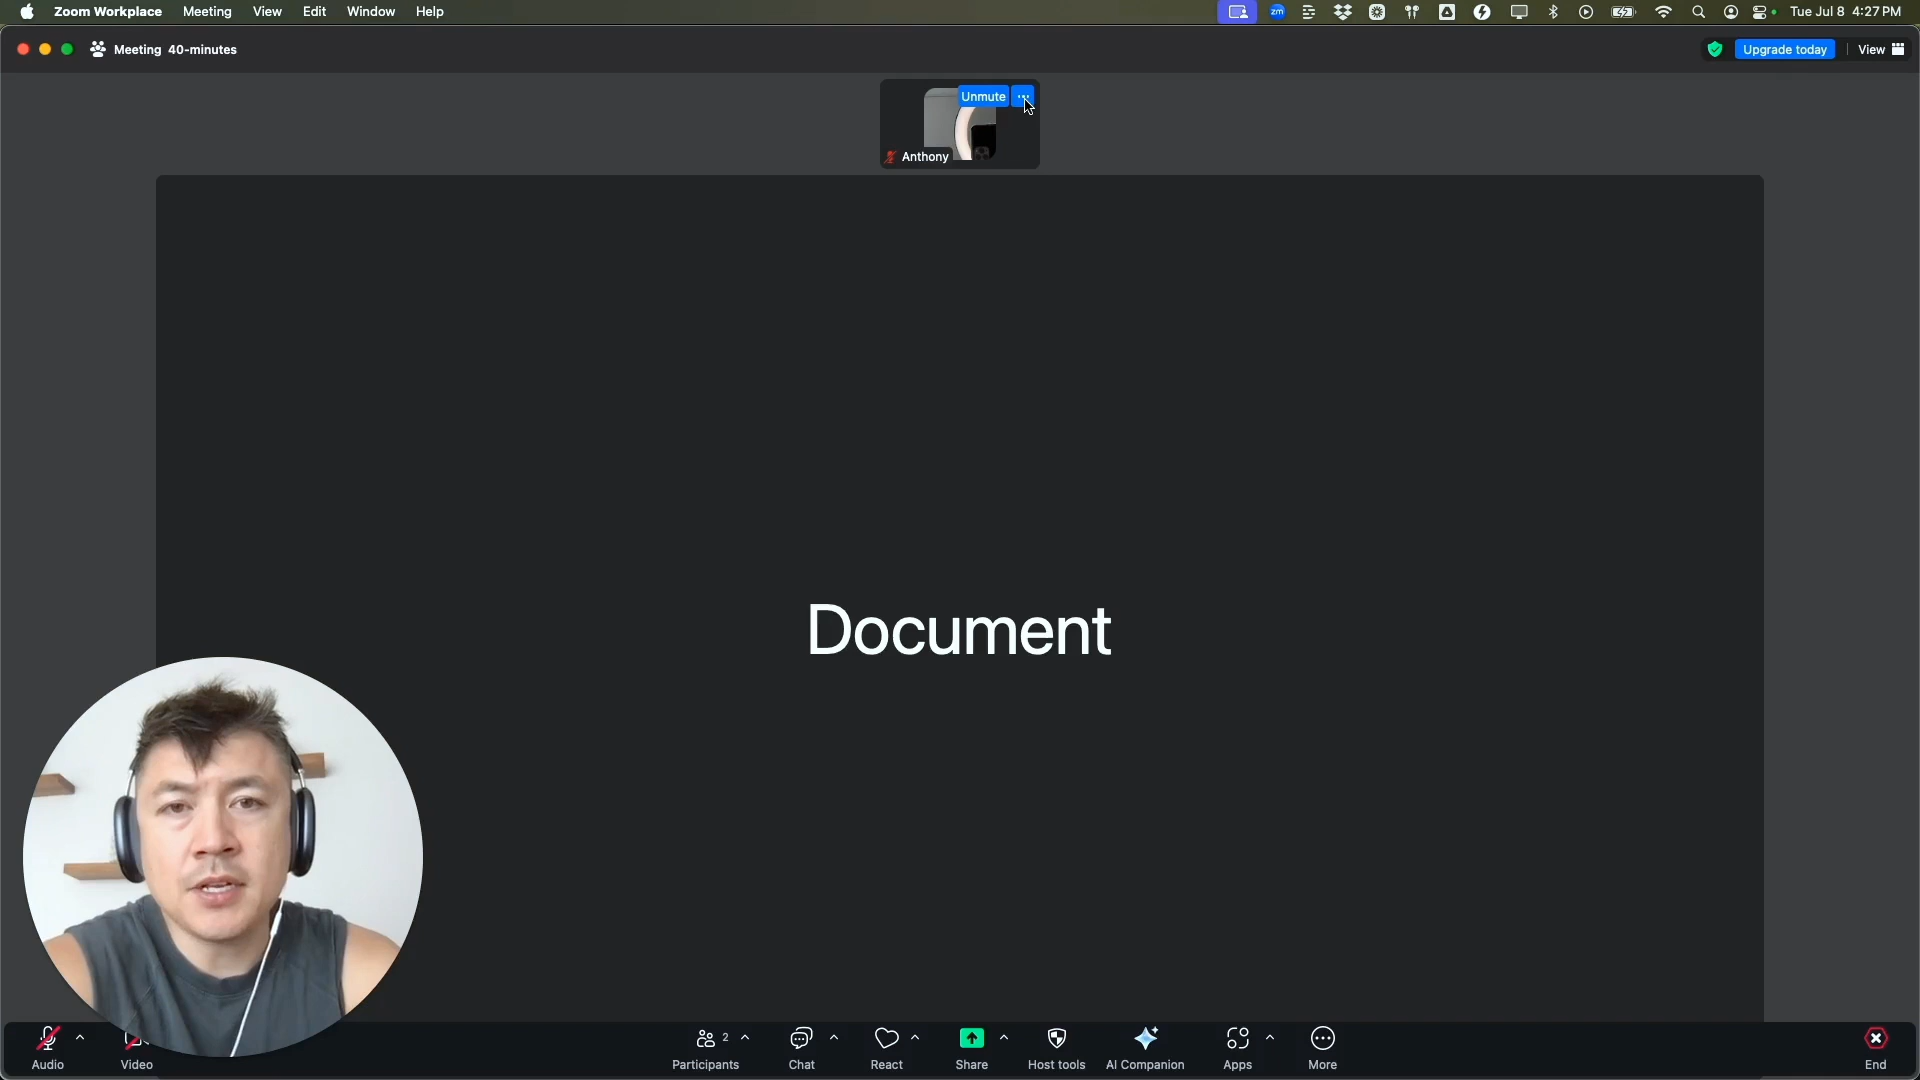 Zoom Workplace Meeting View Edit Window Help
zm
Tue Jul 8 4:27 PM
Meeting 40-minutes
Upgrade today
View
Unmute
Anthony
Document
Audio
Video
2
Participants
Chat
React
Share
Host tools
AI Companion
Apps
More
End